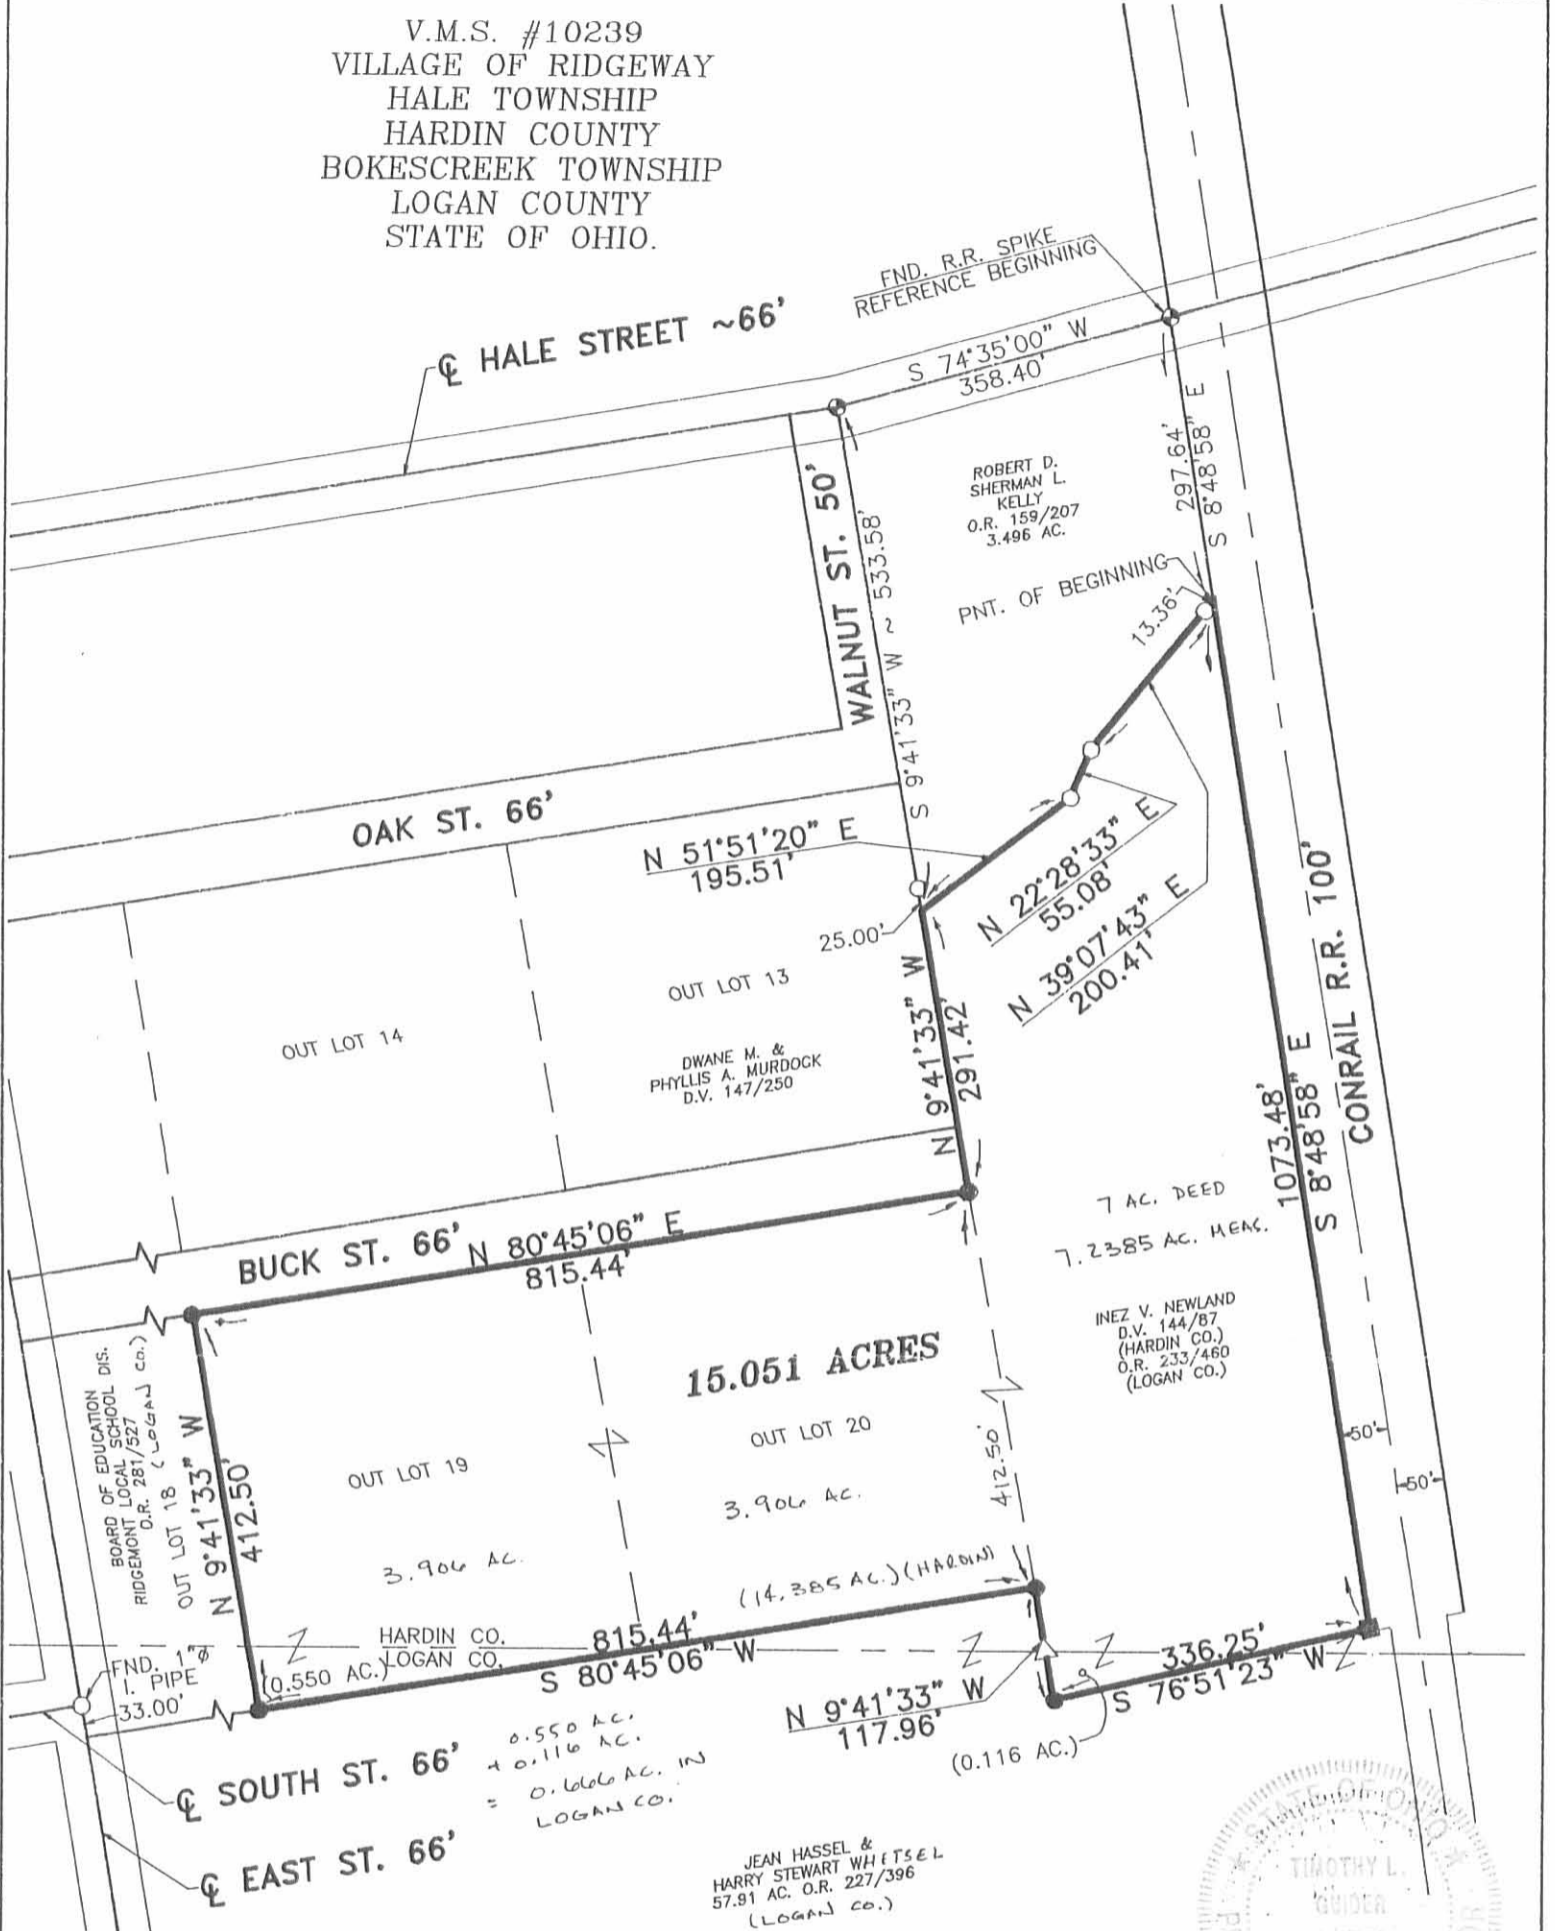 V.M.S. #10239
VILLAGE OF RIDGEWAY
HALE TOWNSHIP
HARDIN COUNTY
BOKESCREEK TOWNSHIP
LOGAN COUNTY
STATE OF OHIO.
FND. R.R. SPIKE
REFERENCE BEGINNING
℄ HALE STREET ~66'
S 74°35'00" W
358.40'
297.64'
S 8°48'58" E
ROBERT D.
SHERMAN L.
KELLY
O.R. 159/207
3.496 AC.
WALNUT ST. 50'
S 9°41'33" W ~ 533.58'
PNT. OF BEGINNING
13.36'
OAK ST. 66'
N 51°51'20" E
195.51'
N 22°28'33" E
55.08'
N 39°07'43" E
200.41'
25.00'
OUT LOT 13
OUT LOT 14
DWANE M. &
PHYLLIS A. MURDOCK
D.V. 147/250
N 9°41'33" W
291.42'
1073.48'
S 8°48'58" E
CONRAIL R.R. 100'
7 AC. DEED
7.2385 AC. MEAS.
INEZ V. NEWLAND
D.V. 144/87
(HARDIN CO.)
O.R. 233/460
(LOGAN CO.)
BUCK ST. 66'
N 80°45'06" E
815.44'
15.051 ACRES
OUT LOT 20
3.906 AC.
OUT LOT 19
3.906 AC.
412.50'
50'
50'
BOARD OF EDUCATION
RIDGEMONT LOCAL SCHOOL DIS.
O.R. 281/527
(LOGAN CO.)
OUT LOT 18
N 9°41'33" W
412.50'
(14.385 AC.)(HARDIN)
HARDIN CO.
LOGAN CO.
(0.550 AC.)
815.44'
S 80°45'06" W
336.25'
S 76°51'23" W
N 9°41'33" W
117.96'
(0.116 AC.)
FND. 1"ø
I. PIPE
33.00'
℄ SOUTH ST. 66'
℄ EAST ST. 66'
0.550 AC.
+ 0.116 AC.
= 0.666 AC. IN
LOGAN CO.
JEAN HASSEL &
HARRY STEWART WHITSEL
57.91 AC. O.R. 227/396
(LOGAN CO.)
STATE OF OHIO
TIMOTHY L.
GUIDER